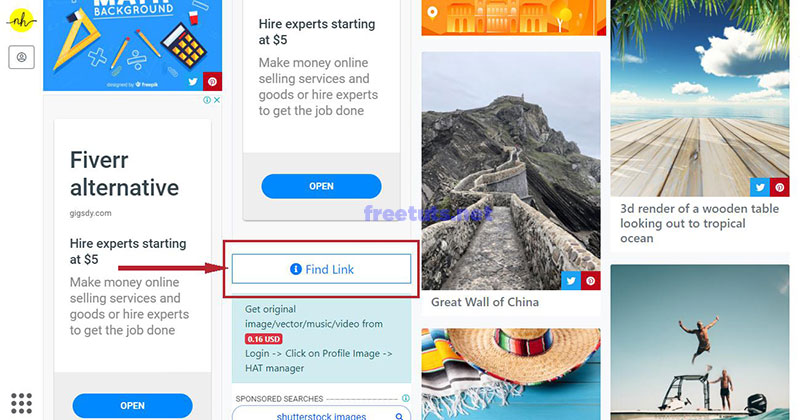 nh
MATH
BACKGROUND
designed by freepik
Fiverr
alternative
gigsdy.com
Hire experts starting
at $5
Make money online
selling services and
goods or hire experts
to get the job done
OPEN
Hire experts starting
at $5
Make money online
selling services and
goods or hire experts
to get the job done
OPEN
freetuts.net
Find Link
Get original
image/vector/music/video from
0.16 USD
Login -> Click on Profile Image ->
HAT manager
SPONSORED SEARCHES
shutterstock images
Great Wall of China
3d render of a wooden table
looking out to tropical
ocean